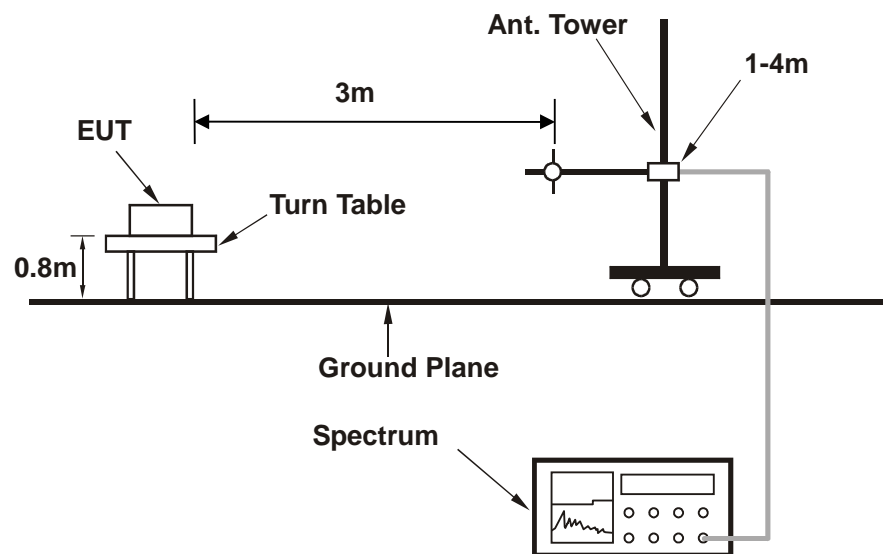 Ant. Tower
1-4m
3m
EUT
Turn Table
0.8m
Ground Plane
Spectrum